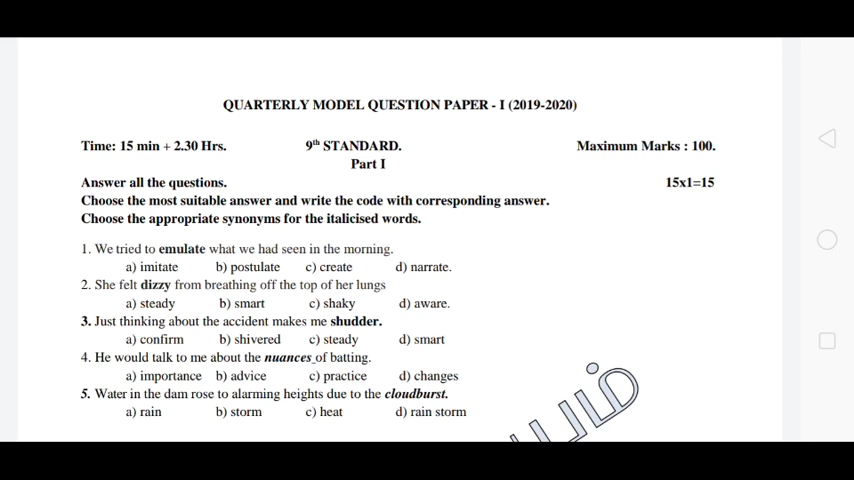 QUARTERLY MODEL QUESTION PAPER - I (2019-2020)
Time: 15 min + 2.30 Hrs. 9th STANDARD. Maximum Marks : 100.
Part I
Answer all the questions. 15x1=15
Choose the most suitable answer and write the code with corresponding answer.
Choose the appropriate synonyms for the italicised words.
1. We tried to emulate what we had seen in the morning.
a) imitate b) postulate c) create d) narrate.
2. She felt dizzy from breathing off the top of her lungs
a) steady b) smart c) shaky d) aware.
3. Just thinking about the accident makes me shudder.
a) confirm b) shivered c) steady d) smart
4. He would talk to me about the nuances of batting.
a) importance b) advice c) practice d) changes
5. Water in the dam rose to alarming heights due to the cloudburst.
a) rain b) storm c) heat d) rain storm